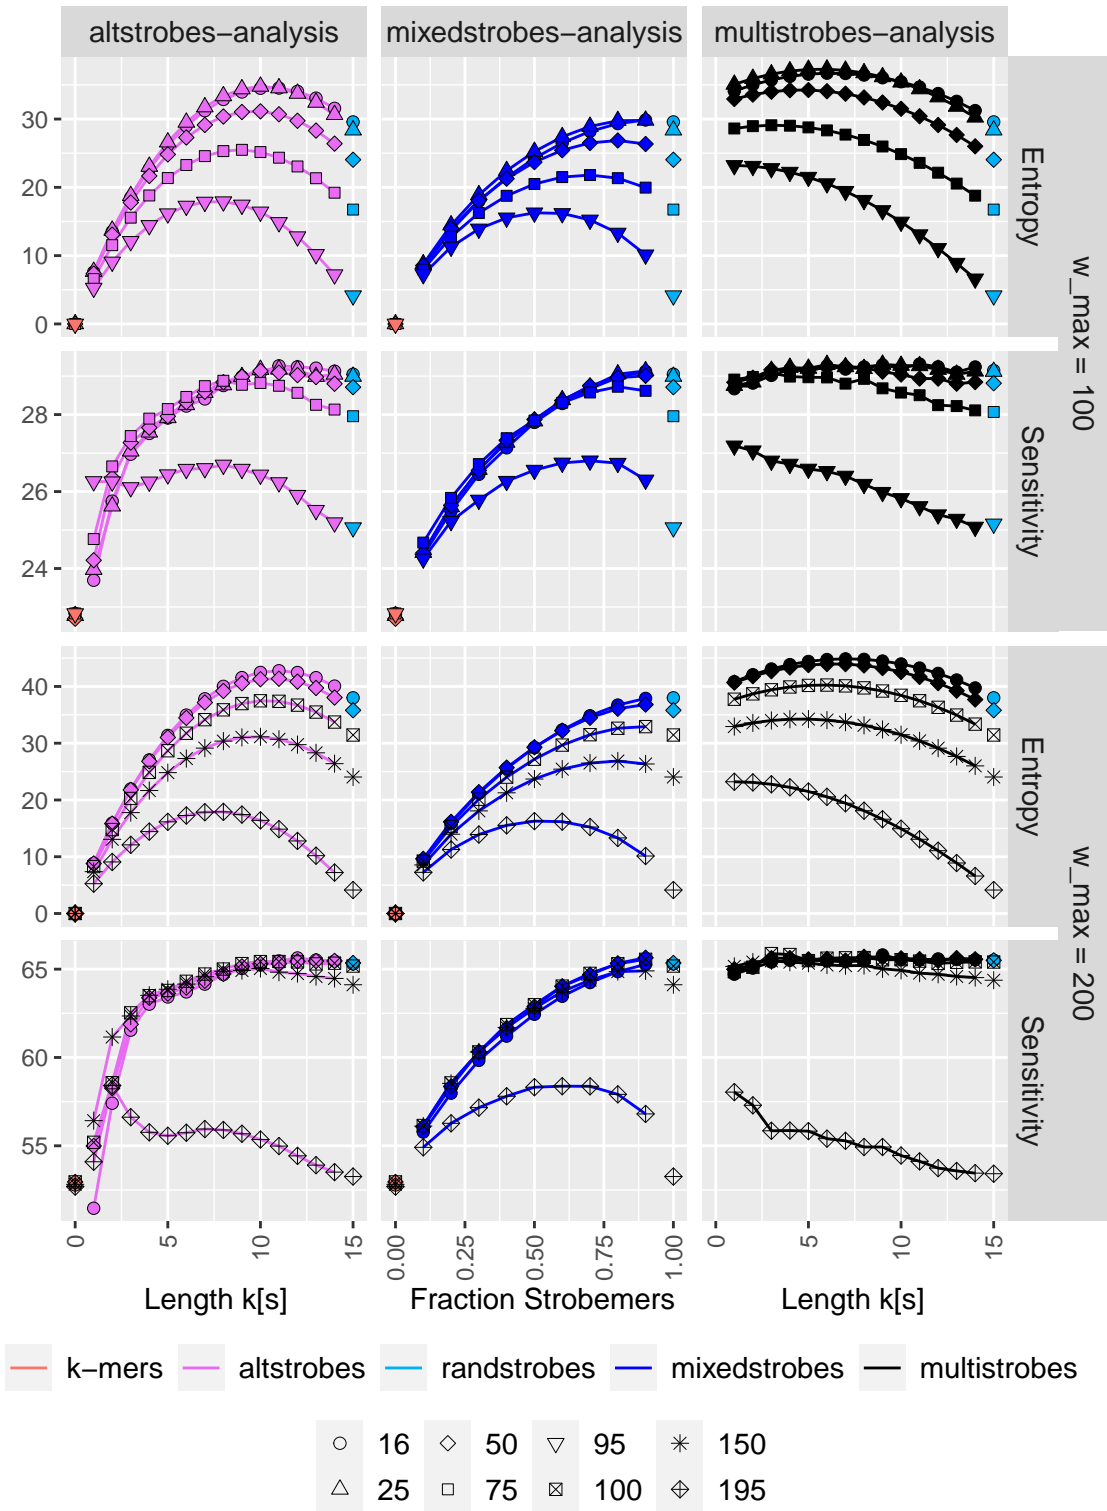 altstrobes−analysis mixedstrobes−analysis multistrobes−analysis
30
20
10
0
Entropy
28
26
24
Sensitivity
w_max = 100
40
30
20
10
0
Entropy
65
60
55
Sensitivity
w_max = 200
0 5 10 15 0.00 0.25 0.50 0.75 1.00 0 5 10 15
Length k[s] Fraction Strobemers Length k[s]
k−mers altstrobes randstrobes mixedstrobes multistrobes
16 50 95 150
25 75 100 195